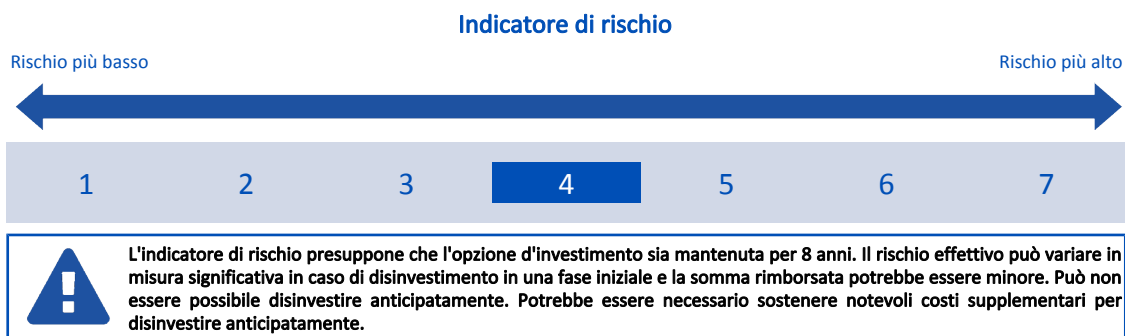 Indicatore di rischio
Rischio più basso Rischio più alto
1 2 3 4 5 6 7
L'indicatore di rischio presuppone che l'opzione d'investimento sia mantenuta per 8 anni. Il rischio effettivo può variare in
misura significativa in caso di disinvestimento in una fase iniziale e la somma rimborsata potrebbe essere minore. Può non
essere possibile disinvestire anticipatamente. Potrebbe essere necessario sostenere notevoli costi supplementari per
disinvestire anticipatamente.